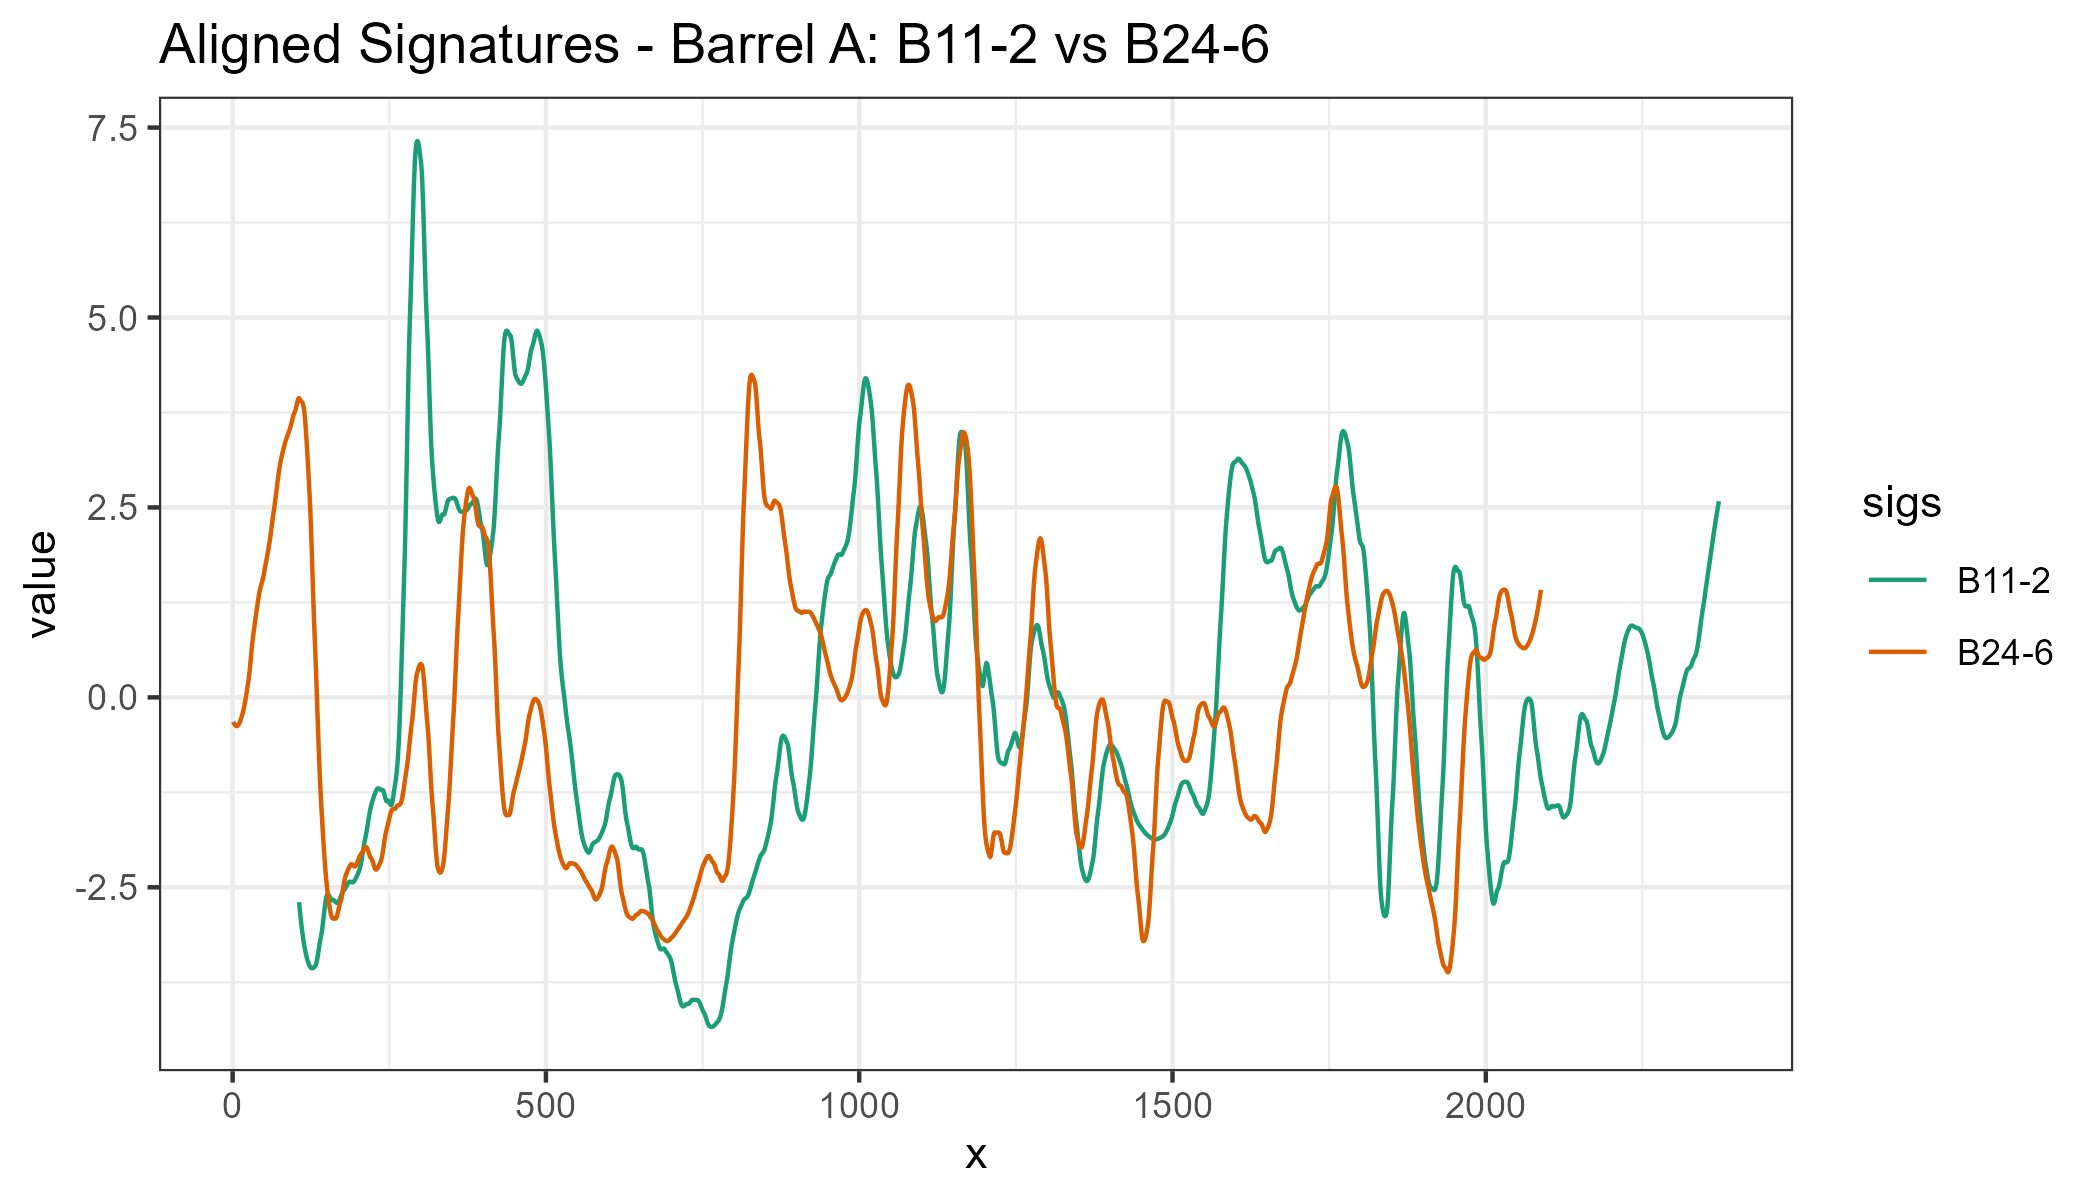 Aligned Signatures - Barrel A: B11-2 vs B24-6
7.5
5.0
2.5
0.0
-2.5
value
0 500 1000 1500 2000
x
sigs
B11-2
B24-6